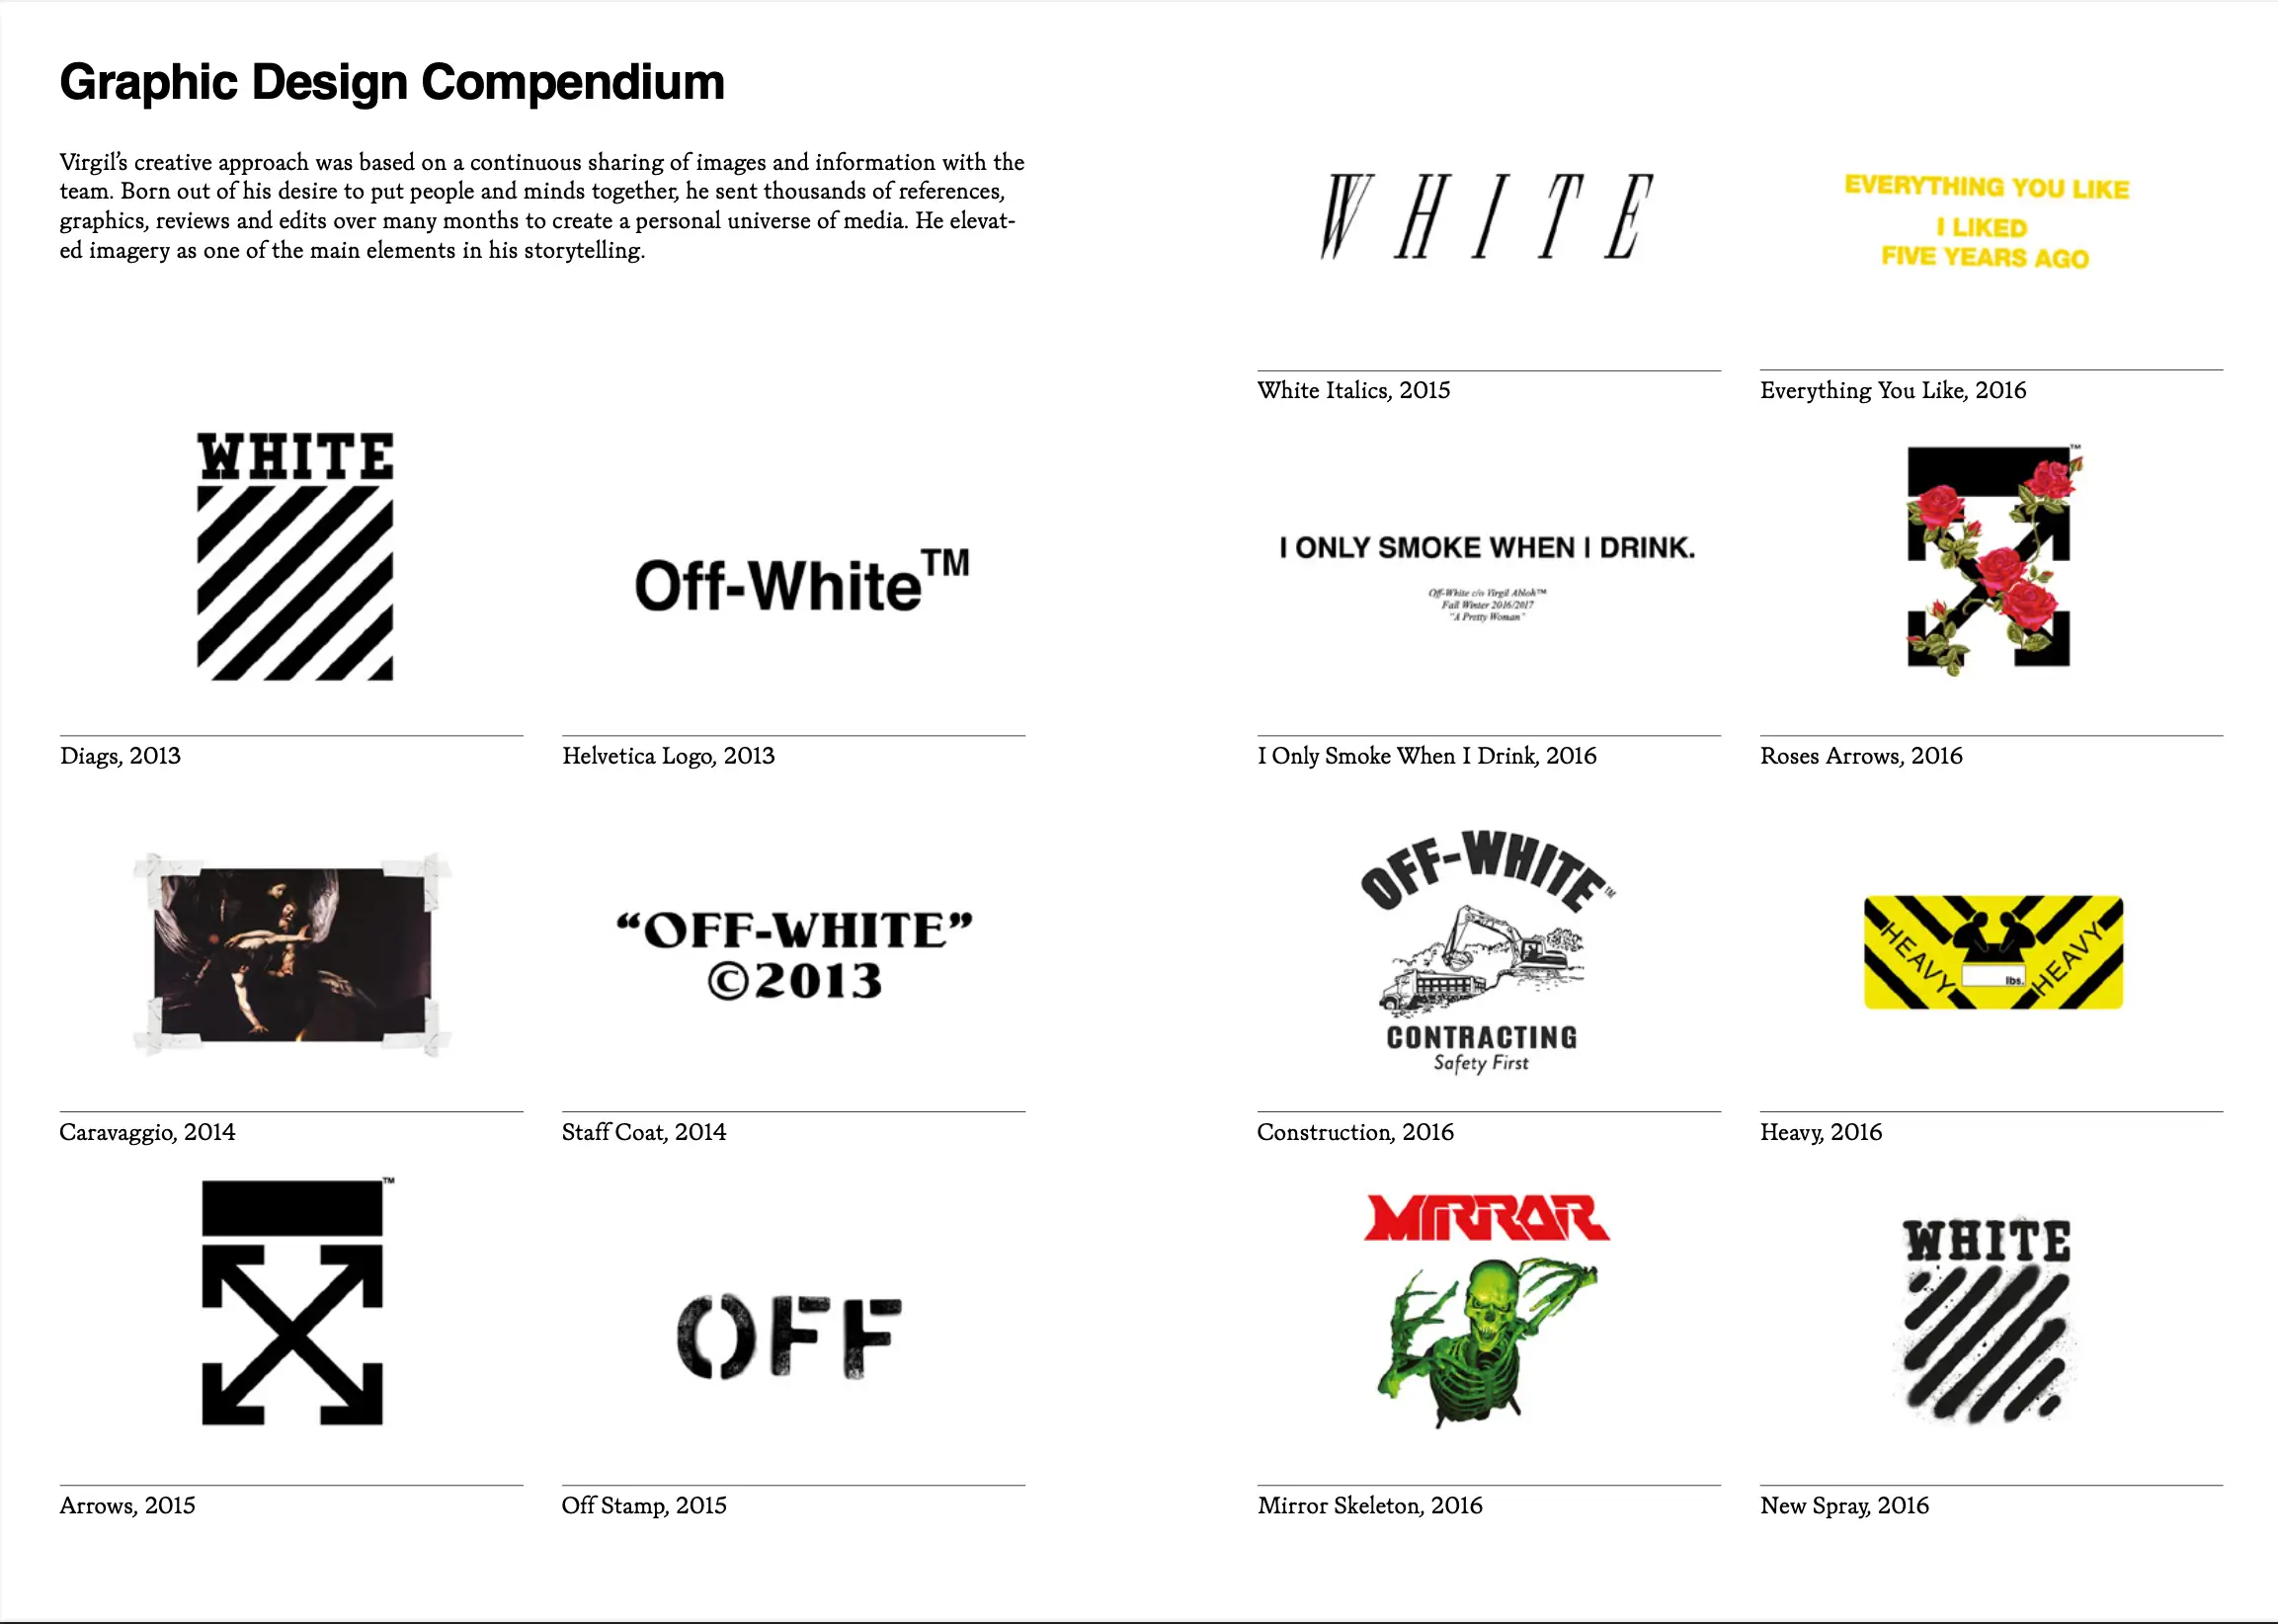 Graphic Design Compendium
Virgil’s creative approach was based on a continuous sharing of images and information with the
team. Born out of his desire to put people and minds together, he sent thousands of references,
graphics, reviews and edits over many months to create a personal universe of media. He elevat-
ed imagery as one of the main elements in his storytelling.
WHITE
Diags, 2013
Off-White™
Helvetica Logo, 2013
Caravaggio, 2014
“OFF-WHITE”
©2013
Staff Coat, 2014
™
Arrows, 2015
OFF
Off Stamp, 2015
WHITE
White Italics, 2015
EVERYTHING YOU LIKE
I LIKED
FIVE YEARS AGO
Everything You Like, 2016
I ONLY SMOKE WHEN I DRINK.
Off-White c/o Virgil Abloh™
Fall Winter 2016/2017
"A Pretty Woman"
I Only Smoke When I Drink, 2016
™
Roses Arrows, 2016
OFF-WHITE™
CONTRACTING
Safety First
Construction, 2016
HEAVY
lbs.
HEAVY
Heavy, 2016
MIRROR
Mirror Skeleton, 2016
WHITE
New Spray, 2016